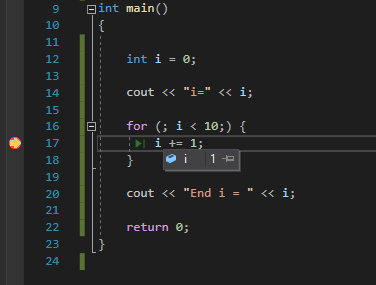 9 int main()
10 {
11
12 int i = 0;
13
14 cout << "i=" << i;
15
16 for (; i < 10;) {
17 i += 1;
18 }
i 1
19
20 cout << "End i = " << i;
21
22 return 0;
23 }
24